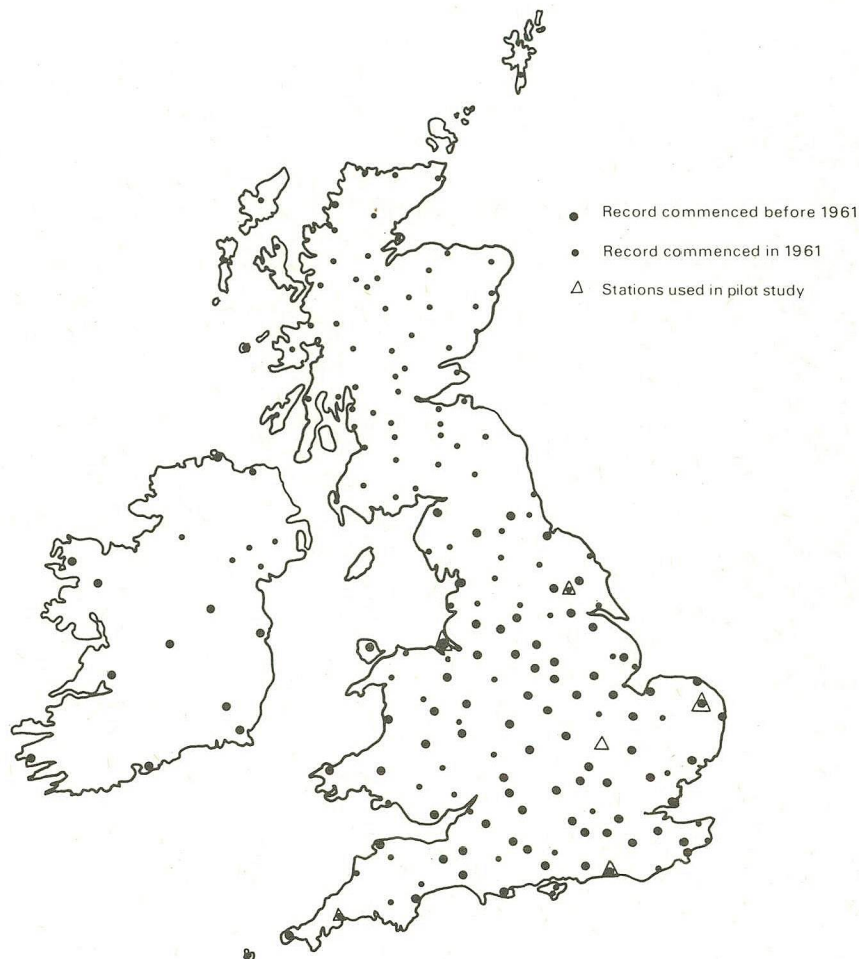 Record commenced before 1961
Record commenced in 1961
Stations used in pilot study